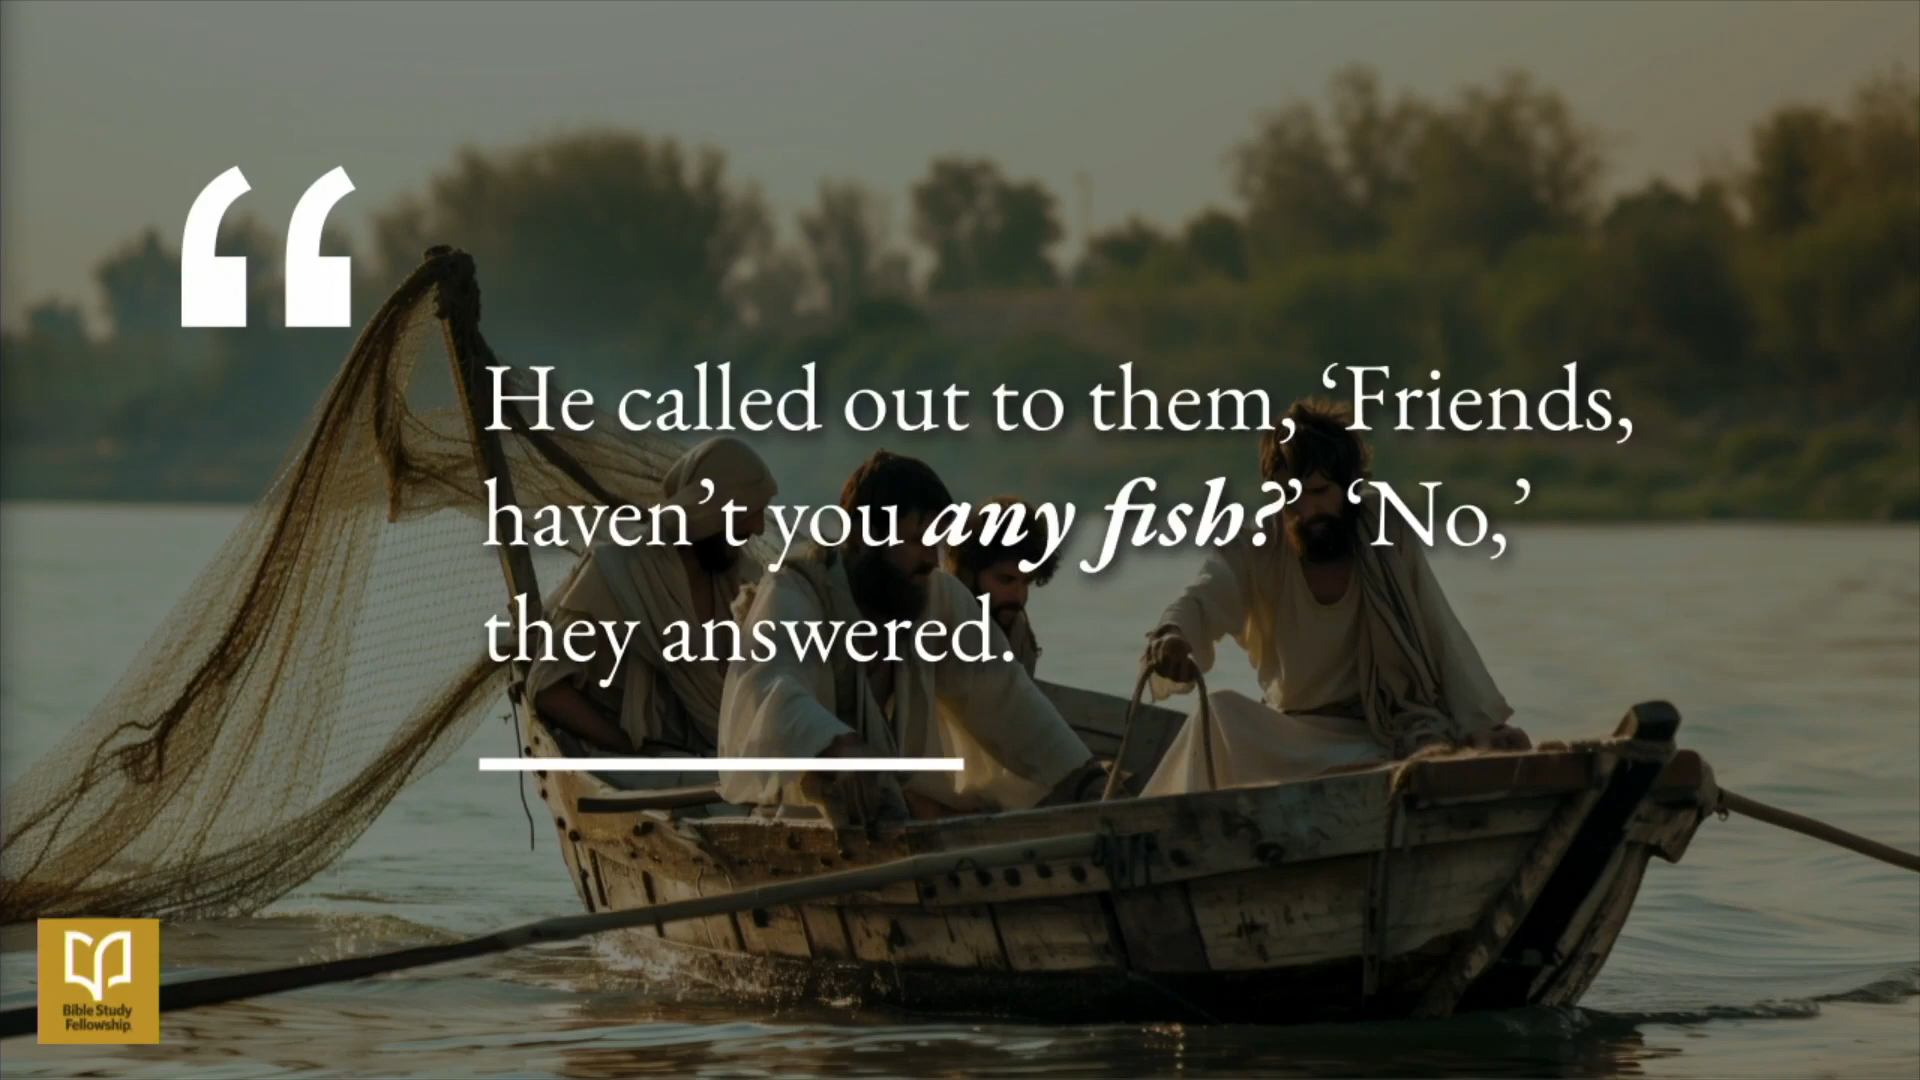 “
He called out to them, ‘Friends,
haven’t you any fish?’ ‘No,’
they answered.
Bible Study
Fellowship